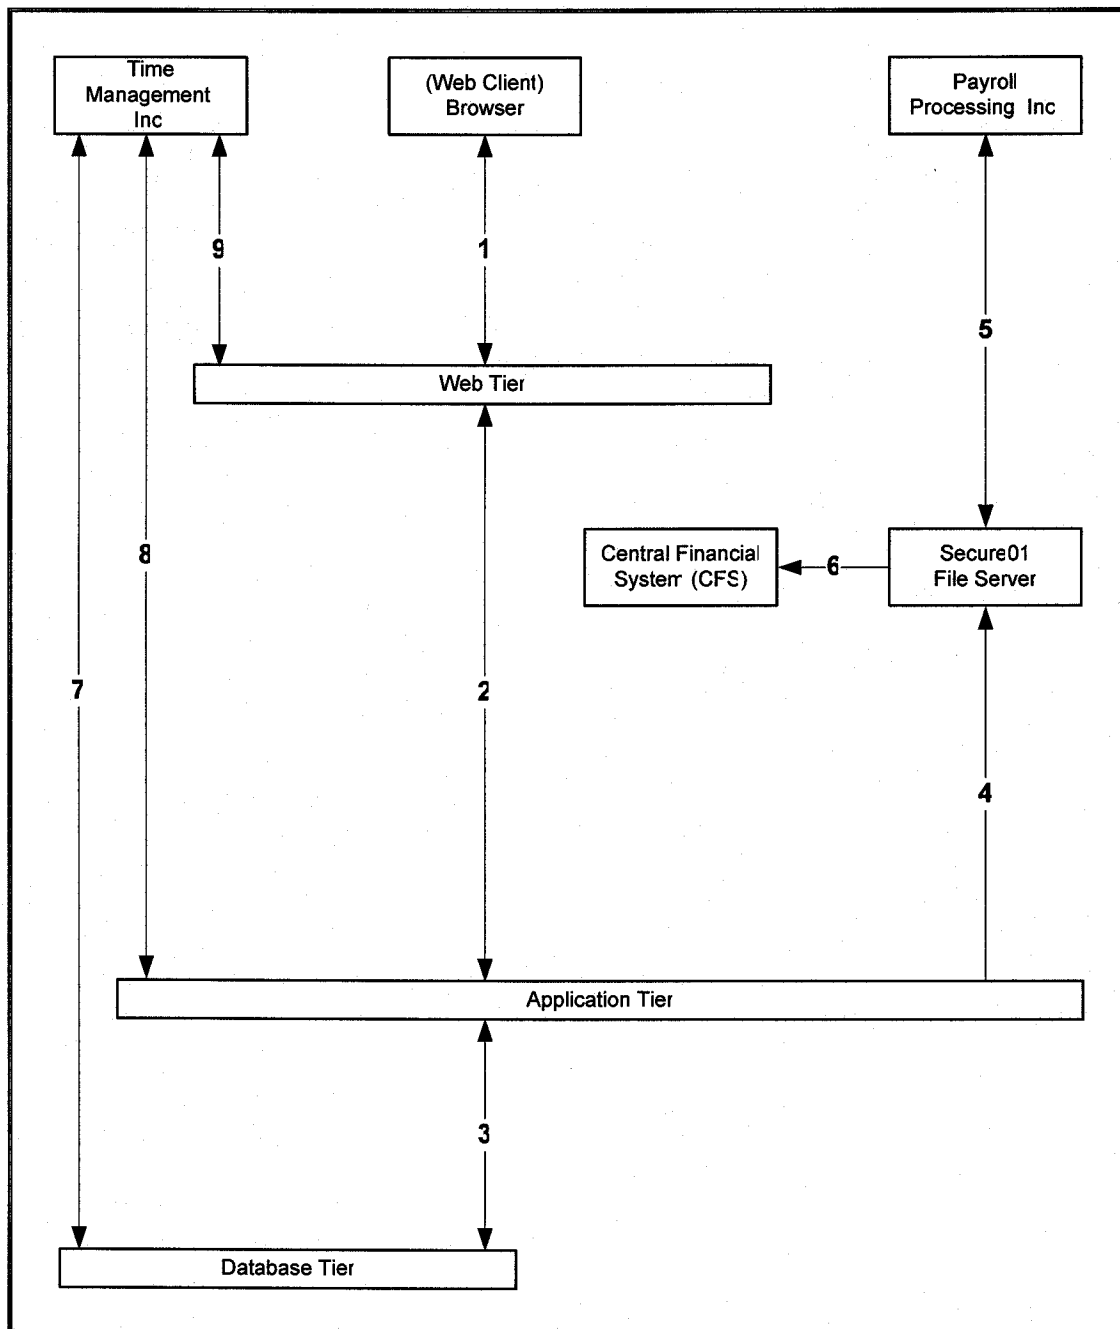 Time
Management
Inc
(Web Client)
Browser
Payroll
Processing Inc
9
1
5
Web Tier
8
Central Financial
System (CFS)
6
Secure01
File Server
7
2
4
Application Tier
3
Database Tier